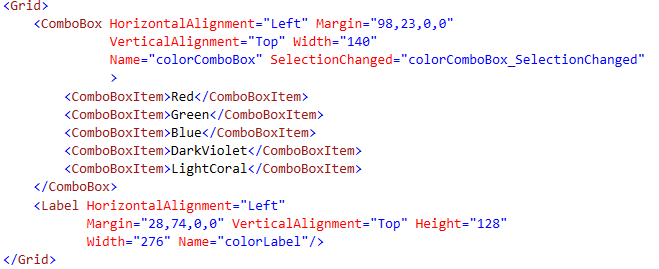 <Grid>
<ComboBox HorizontalAlignment="Left" Margin="98,23,0,0"
VerticalAlignment="Top" Width="140"
Name="colorComboBox" SelectionChanged="colorComboBox_SelectionChanged"
>
<ComboBoxItem>Red</ComboBoxItem>
<ComboBoxItem>Green</ComboBoxItem>
<ComboBoxItem>Blue</ComboBoxItem>
<ComboBoxItem>DarkViolet</ComboBoxItem>
<ComboBoxItem>LightCoral</ComboBoxItem>
</ComboBox>
<Label HorizontalAlignment="Left"
Margin="28,74,0,0" VerticalAlignment="Top" Height="128"
Width="276" Name="colorLabel"/>
</Grid>